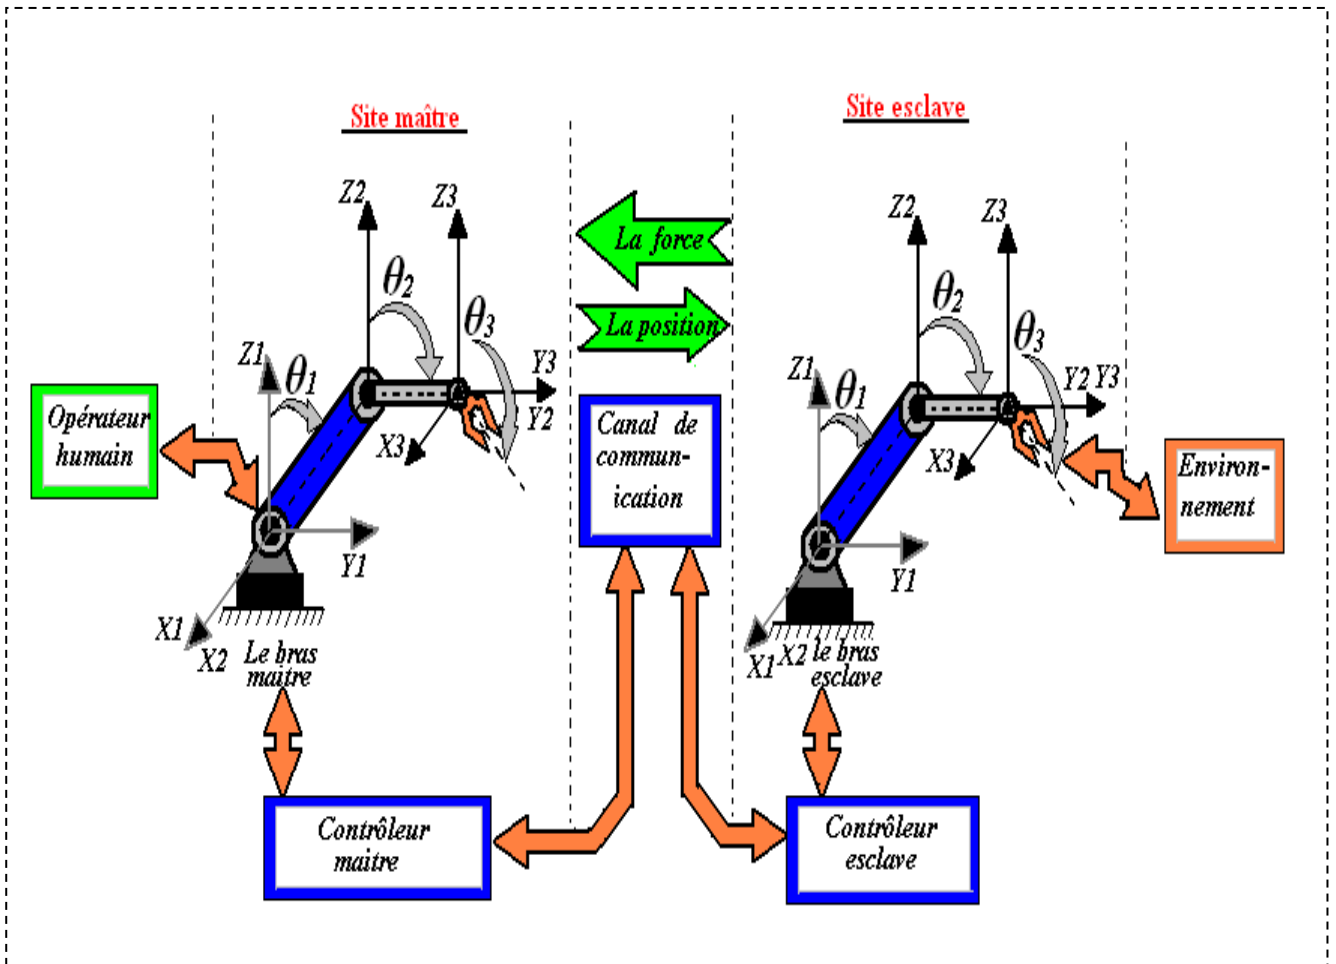 Site maître
Site esclave
Z2
Z3
Z2
Z3
La force
θ2
θ2
θ3
La position
θ3
Z1
θ1
Y3
Y2
Z1
θ1
Y2 Y3
Opérateur
humain
X3
Canal de
commun-
ication
X3
Environ-
nement
Y1
Y1
X1
X2
Le bras
maitre
X1
X2
le bras
esclave
Contrôleur
maitre
Contrôleur
esclave